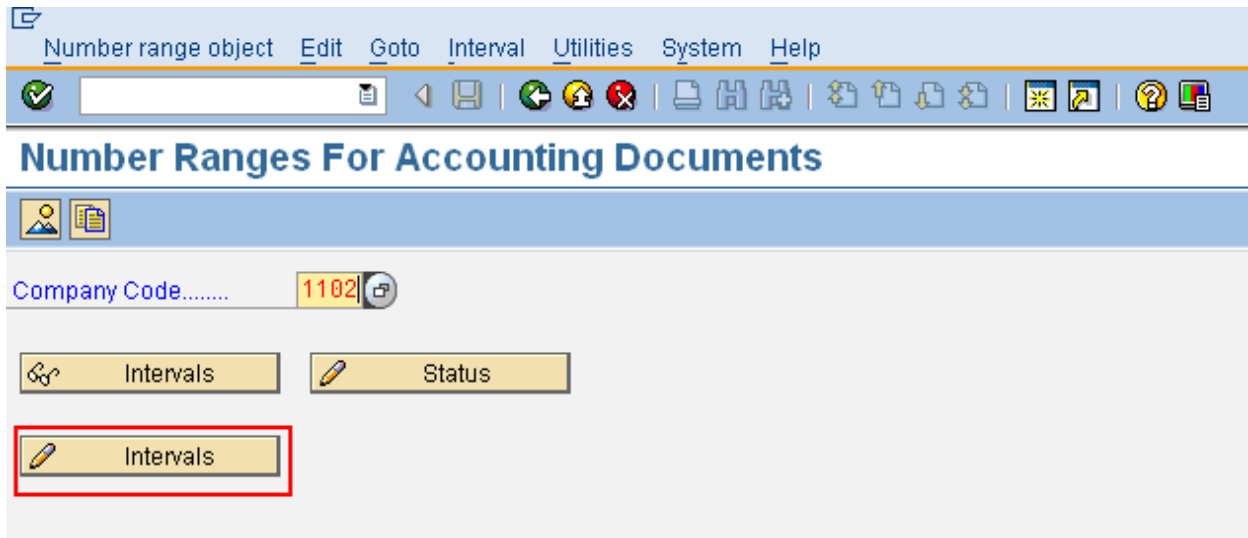 Number range object Edit Goto Interval Utilities System Help
Number Ranges For Accounting Documents
Company Code........ 1102
Intervals Status
Intervals